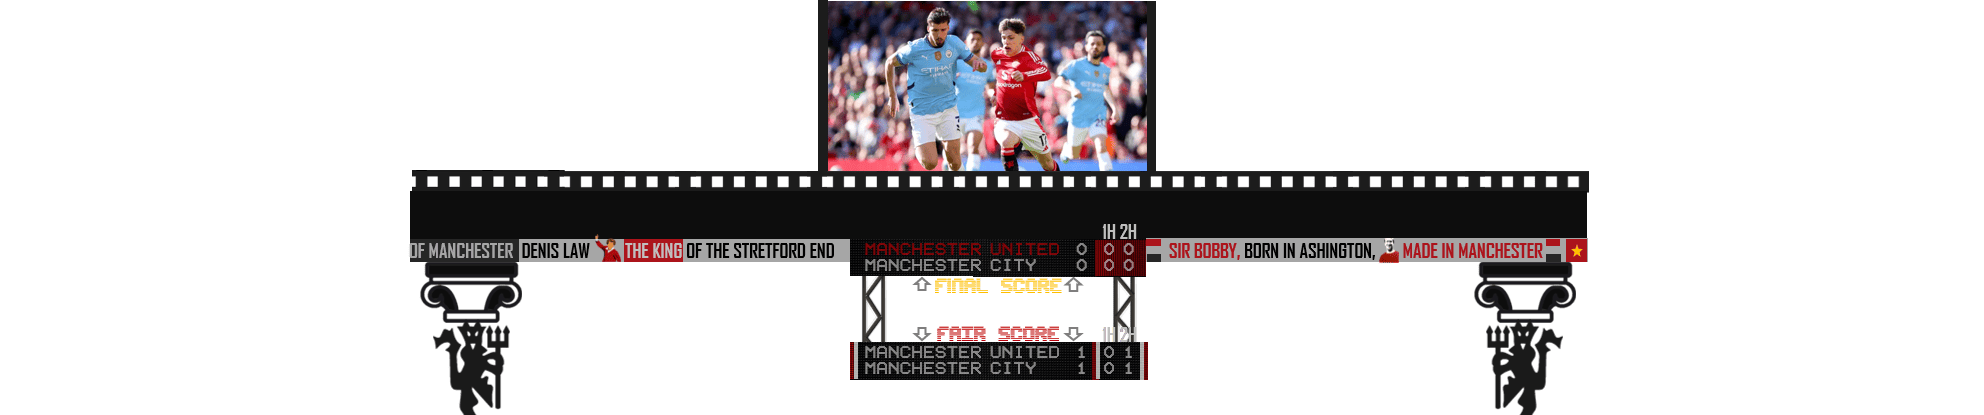 1H 2H
OF MANCHESTER DENIS LAW THE KING OF THE STRETFORD END
MANCHESTER UNITED 0 0 0
MANCHESTER CITY 0 0 0
SIR BOBBY, BORN IN ASHINGTON, MADE IN MANCHESTER
FINAL SCORE
FAIR SCORE
1H 2H
MANCHESTER UNITED 1 0 1
MANCHESTER CITY 1 0 1